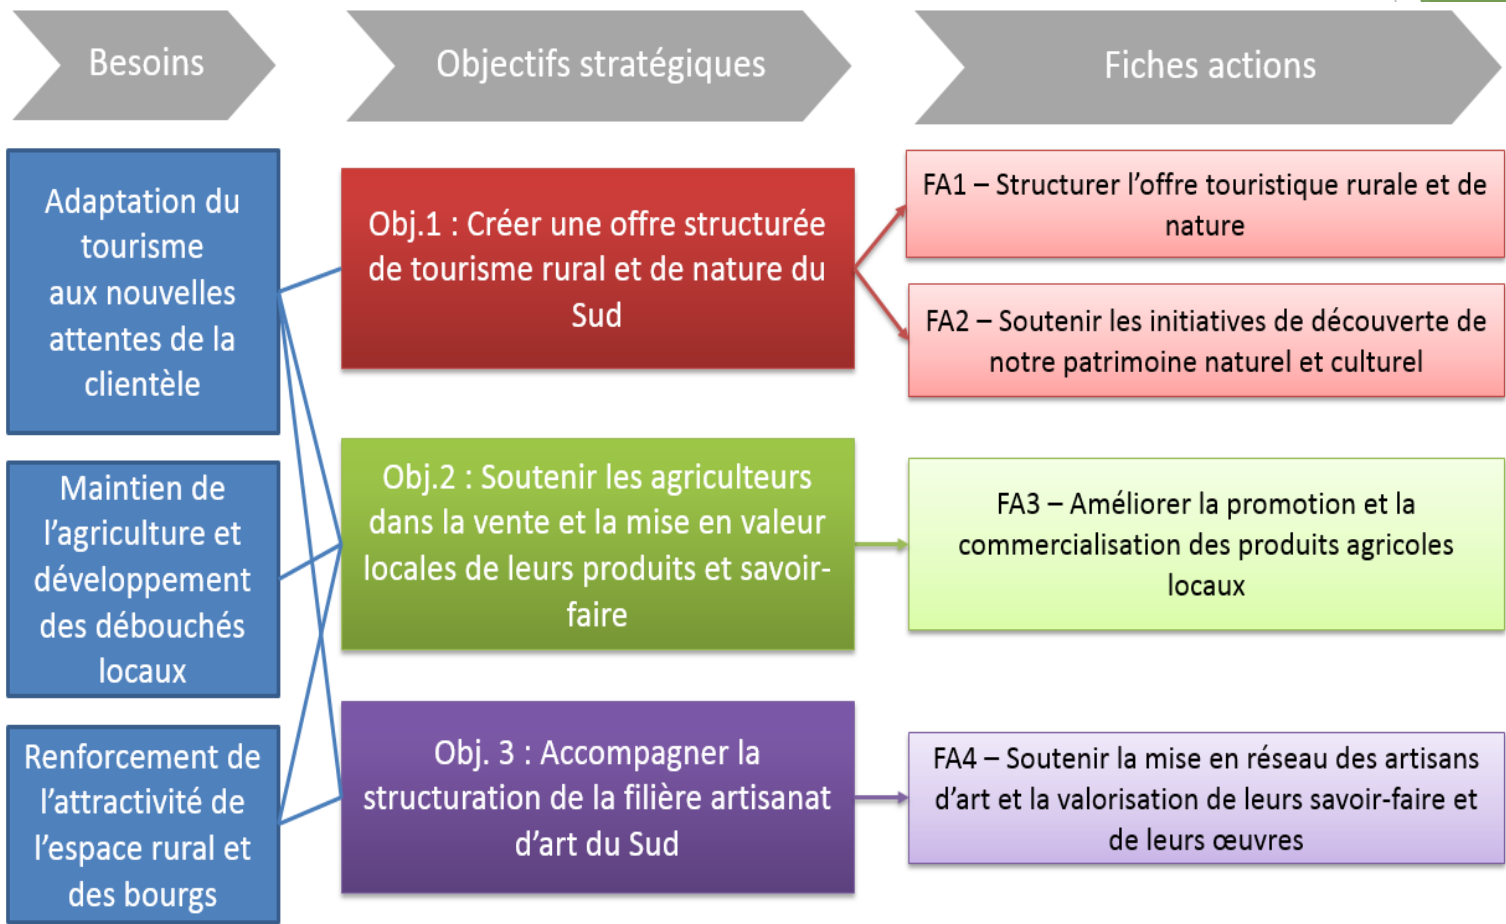 Besoins
Objectifs stratégiques
Fiches actions
Adaptation du
tourisme
aux nouvelles
attentes de la
clientèle
Maintien de
l’agriculture et
développement
des débouchés
locaux
Renforcement de
l’attractivité de
l’espace rural et
des bourgs
Obj.1 : Créer une offre structurée
de tourisme rural et de nature du
Sud
Obj.2 : Soutenir les agriculteurs
dans la vente et la mise en valeur
locales de leurs produits et savoir-
faire
Obj. 3 : Accompagner la
structuration de la filière artisanat
d’art du Sud
FA1 – Structurer l’offre touristique rurale et de
nature
FA2 – Soutenir les initiatives de découverte de
notre patrimoine naturel et culturel
FA3 – Améliorer la promotion et la
commercialisation des produits agricoles
locaux
FA4 – Soutenir la mise en réseau des artisans
d’art et la valorisation de leurs savoir-faire et
de leurs œuvres